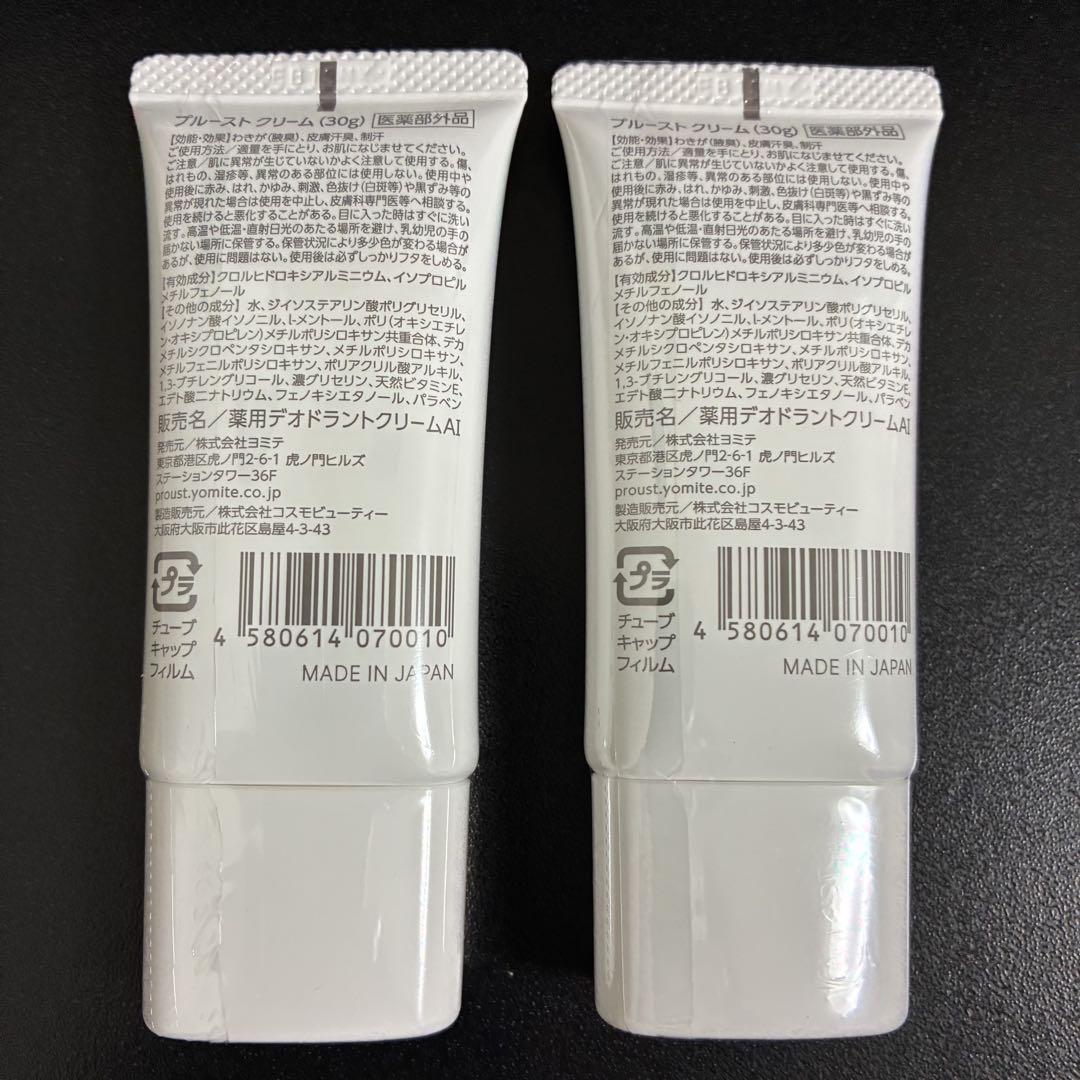 プルースト クリーム（30g） 医薬部外品
【効能・効果】わきが（腋臭）、皮膚汗臭、制汗
ご使用方法／適量を手にとり、お肌になじませてください。
ご注意／肌に異常が生じていないかよく注意して使用する。傷、
はれもの、湿疹等、異常のある部位には使用しない。使用中や
使用後に赤み、はれ、かゆみ、刺激、色抜け（白斑等）や黒ずみ等の
異常が現れた場合は使用を中止し、皮膚科専門医等へ相談する。
使用を続けると悪化することがある。目に入った時はすぐに洗い
流す。高温や低温・直射日光のあたる場所を避け、乳幼児の手の
届かない場所に保管する。保管状況により多少色が変わる場合が
あるが、使用に問題はない。使用後は必ずしっかりフタをしめる。
【有効成分】クロルヒドロキシアルミニウム、イソプロピル
メチルフェノール
【その他の成分】 水、ジイソステアリン酸ポリグリセリル、
イソノナン酸イソノニル、l-メントール、ポリ（オキシエチレ
ン・オキシプロピレン）メチルポリシロキサン共重合体、デカ
メチルシクロペンタシロキサン、メチルポリシロキサン、
メチルフェニルポリシロキサン、ポリアクリル酸アルキル、
1,3-ブチレングリコール、濃グリセリン、天然ビタミンE、
エデト酸二ナトリウム、フェノキシエタノール、パラベン
販売名／薬用デオドラントクリームAI
発売元／株式会社ヨミテ
東京都港区虎ノ門2-6-1 虎ノ門ヒルズ
ステーションタワー36F
proust.yomite.co.jp
製造販売元／株式会社コスモビューティー
大阪府大阪市此花区島屋4-3-43
プラ
チューブ
キャップ
フィルム
4 580614 070010
MADE IN JAPAN
プルースト クリーム（30g） 医薬部外品
【効能・効果】わきが（腋臭）、皮膚汗臭、制汗
ご使用方法／適量を手にとり、お肌になじませてください。
ご注意／肌に異常が生じていないかよく注意して使用する。傷、
はれもの、湿疹等、異常のある部位には使用しない。使用中や
使用後に赤み、はれ、かゆみ、刺激、色抜け（白斑等）や黒ずみ等の
異常が現れた場合は使用を中止し、皮膚科専門医等へ相談する。
使用を続けると悪化することがある。目に入った時はすぐに洗い
流す。高温や低温・直射日光のあたる場所を避け、乳幼児の手の
届かない場所に保管する。保管状況により多少色が変わる場合が
あるが、使用に問題はない。使用後は必ずしっかりフタをしめる。
【有効成分】クロルヒドロキシアルミニウム、イソプロピル
メチルフェノール
【その他の成分】 水、ジイソステアリン酸ポリグリセリル、
イソノナン酸イソノニル、l-メントール、ポリ（オキシエチレ
ン・オキシプロピレン）メチルポリシロキサン共重合体、デカ
メチルシクロペンタシロキサン、メチルポリシロキサン、
メチルフェニルポリシロキサン、ポリアクリル酸アルキル、
1,3-ブチレングリコール、濃グリセリン、天然ビタミンE、
エデト酸二ナトリウム、フェノキシエタノール、パラベン
販売名／薬用デオドラントクリームAI
発売元／株式会社ヨミテ
東京都港区虎ノ門2-6-1 虎ノ門ヒルズ
ステーションタワー36F
proust.yomite.co.jp
製造販売元／株式会社コスモビューティー
大阪府大阪市此花区島屋4-3-43
プラ
チューブ
キャップ
フィルム
4 580614 070010
MADE IN JAPAN